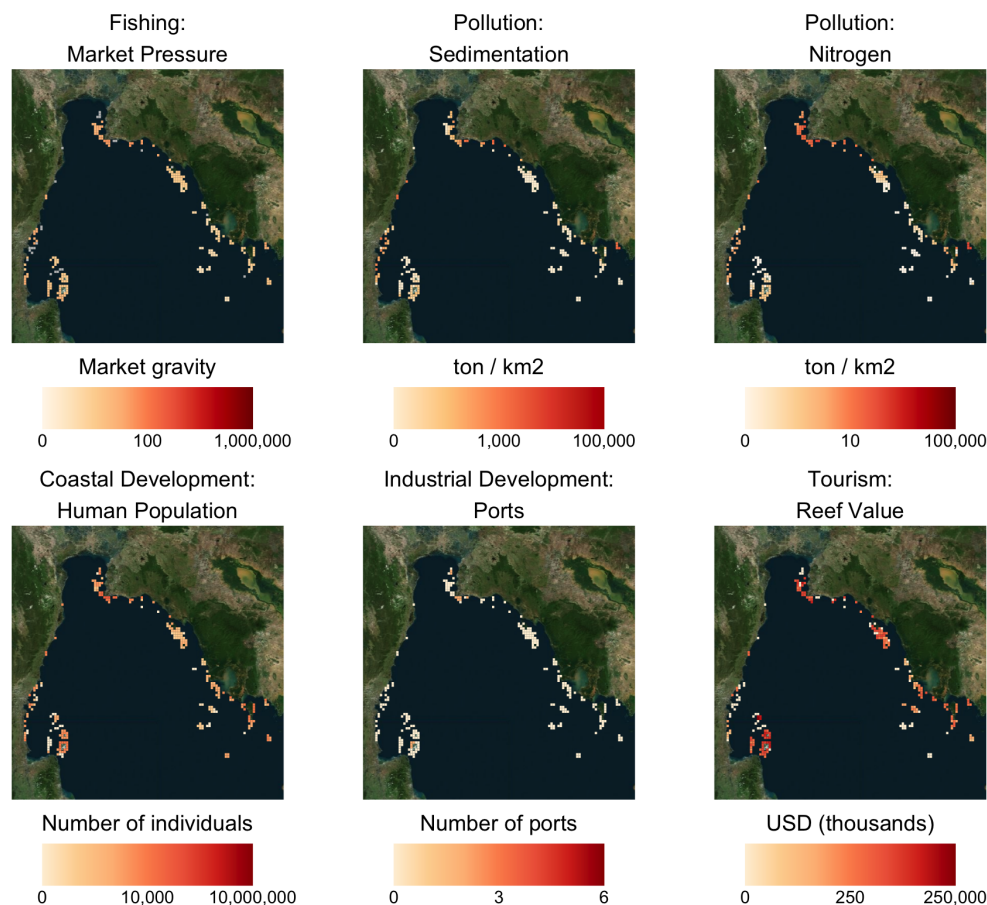 Fishing:
Market Pressure
Pollution:
Sedimentation
Pollution:
Nitrogen
Market gravity
0 100 1,000,000
ton / km2
0 1,000 100,000
ton / km2
0 10 100,000
Coastal Development:
Human Population
Industrial Development:
Ports
Tourism:
Reef Value
Number of individuals
0 10,000 10,000,000
Number of ports
0 3 6
USD (thousands)
0 250 250,000